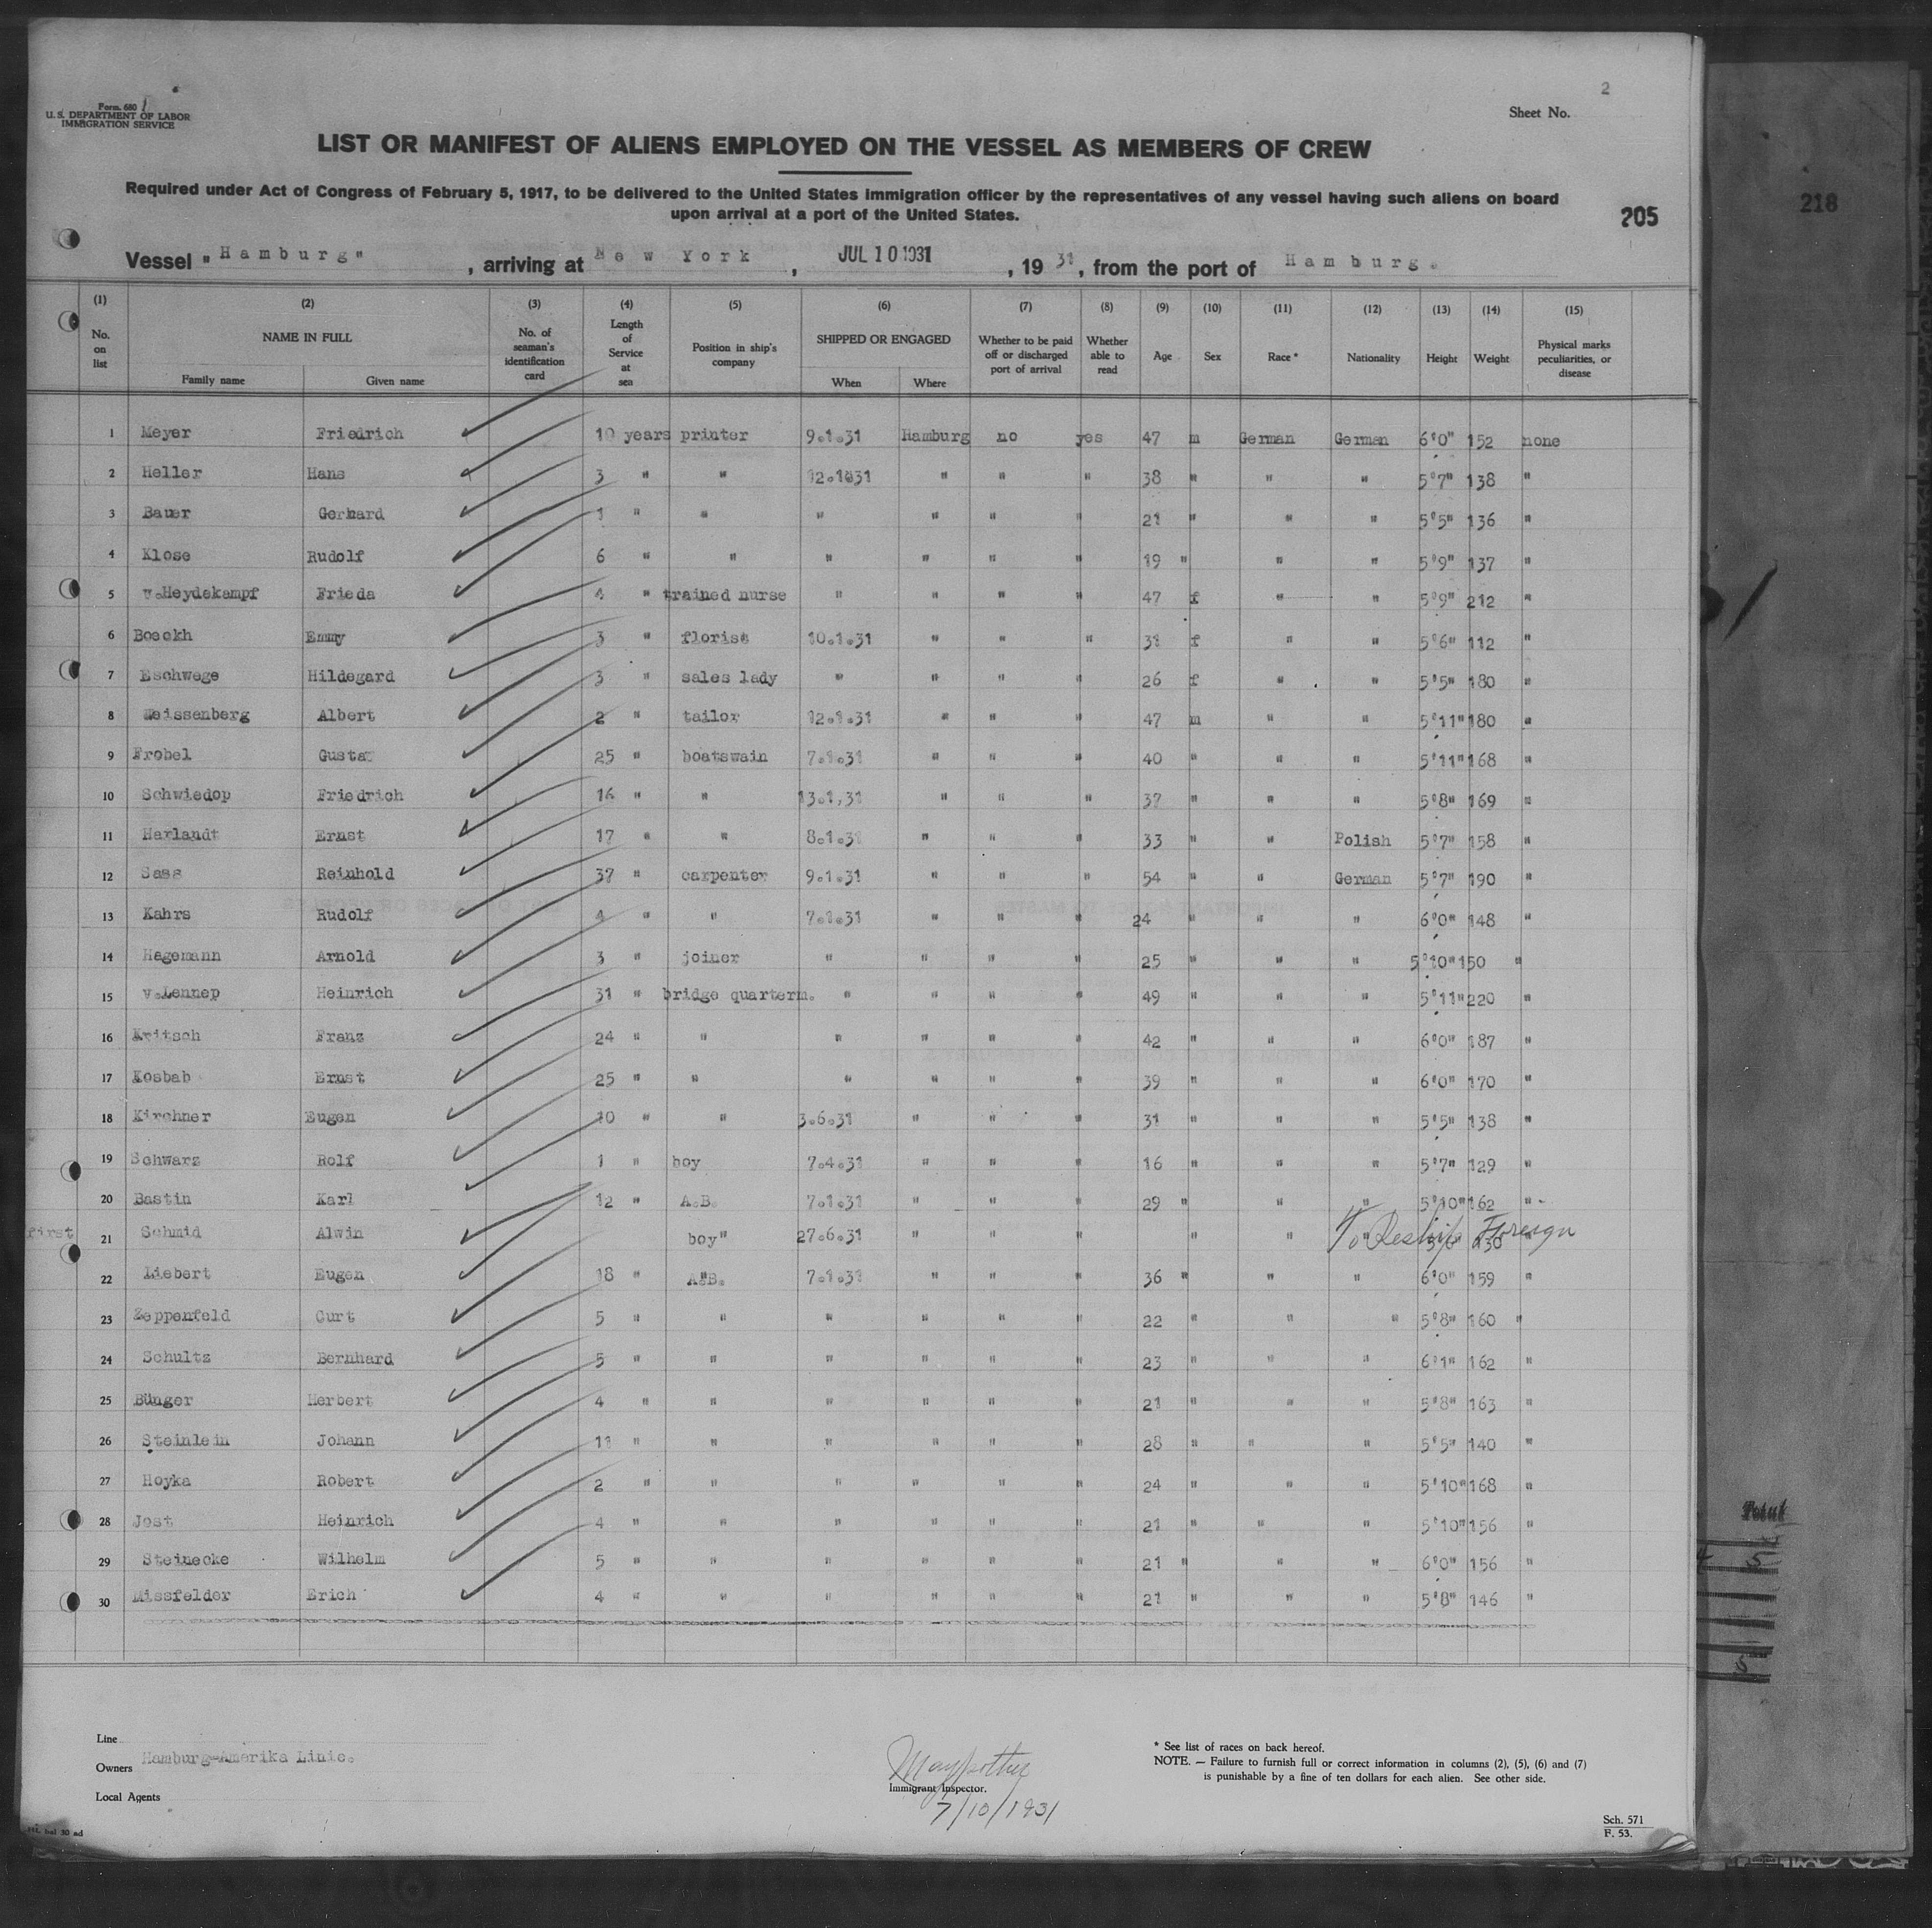 2
Form 680
U. S. DEPARTMENT OF LABOR
IMMIGRATION SERVICE
Sheet No.
LIST OR MANIFEST OF ALIENS EMPLOYED ON THE VESSEL AS MEMBERS OF CREW
Required under Act of Congress of February 5, 1917, to be delivered to the United States Immigration officer by the representatives of any vessel having such aliens on board
upon arrival at a port of the United States.
205
218
Vessel "Hamburg", arriving at New York, JUL 10 1931, 19 31, from the port of Hamburg.
(1) (2) (3) (4) (5) (6) (7) (8) (9) (10) (11) (12) (13) (14) (15)
No. on list NAME IN FULL Family name Given name No. of seaman's identification card Length of Service at sea Position in ship's company SHIPPED OR ENGAGED When Where Whether to be paid off or discharged port of arrival Whether able to read Age Sex Race * Nationality Height Weight Physical marks peculiarities, or disease
1 Meyer Friedrich 10 years printer 9.1.31 Hamburg no yes 47 m German German 6'0" 152 none
2 Heller Hans 3 " " 12.1.31 " " " 38 " " " 5'7" 138 "
3 Bauer Gerhard 1 " " " " " " 21 " " " 5'5" 136 "
4 Klose Rudolf 6 " " " " " " 19 " " " 5'9" 137 "
5 v.Heydekampf Frieda 4 " trained nurse " " " " 47 f " " 5'9" 212 "
6 Boeckh Emmy 3 " florist 10.1.31 " " " 31 f " " 5'6" 112 "
7 Eschwege Hildegard 3 " sales lady " " " " 26 f " " 5'5" 180 "
8 Weissenberg Albert 2 " tailor 12.1.31 " " " 47 m " " 5'11" 180 "
9 Frobel Gustav 25 " boatswain 7.1.31 " " " 40 " " " 5'11" 168 "
10 Schwiedop Friedrich 16 " " 13.1.31 " " " 37 " " " 5'8" 169 "
11 Harlandt Ernst 17 " " 8.1.31 " " " 33 " " Polish 5'7" 158 "
12 Sass Reinhold 37 " carpenter 9.1.31 " " " 54 " " German 5'7" 190 "
13 Kahrs Rudolf 4 " " 7.1.31 " " " 24 " " " 6'0" 148 "
14 Hagemann Arnold 3 " joiner " " " " 25 " " " 5'10" 150 "
15 v.Lennep Heinrich 31 " bridge quarterm. " " " " 49 " " " 5'11" 220 "
16 Kritsch Franz 24 " " " " " " 42 " " " 6'0" 187 "
17 Kosbab Ernst 25 " " " " " " 39 " " " 6'0" 170 "
18 Kirchner Eugen 10 " " 3.6.31 " " " 31 " " " 5'5" 138 "
19 Schwarz Rolf 1 " boy 7.4.31 " " " 16 " " " 5'7" 129 "
20 Bastin Karl 12 " A.B. 7.1.31 " " " 29 " " " 5'10" 162 "
first 21 Schmid Alwin boy" 27.6.31 " " " " " " To Reship Foreign "
22 Liebert Eugen 18 " A.B. 7.1.31 " " " 36 " " " 6'0" 159 "
23 Zeppenfeld Curt 5 " " " " " " 22 " " " 5'8" 160 "
24 Schultz Bernhard 5 " " " " " " 23 " " " 6'1" 162 "
25 Bünger Herbert 4 " " " " " " 21 " " " 5'8" 163 "
26 Steinlein Johann 11 " " " " " " 28 " " " 5'5" 140 "
27 Hoyka Robert 2 " " " " " " 24 " " " 5'10" 168 "
28 Jost Heinrich 4 " " " " " " 21 " " " 5'10" 156 "
29 Steinecke Wilhelm 5 " " " " " " 21 " " " 6'0" 156 "
30 Missfelder Erich 4 " " " " " " 21 " " " 5'8" 146 "
Line
Owners Hamburg-Amerika Linie.
Local Agents
Immigrant Inspector.
7/10/1931
* See list of races on back hereof.
NOTE. — Failure to furnish full or correct information in columns (2), (5), (6) and (7)
is punishable by a fine of ten dollars for each alien. See other side.
Sch. 571
F. 53.